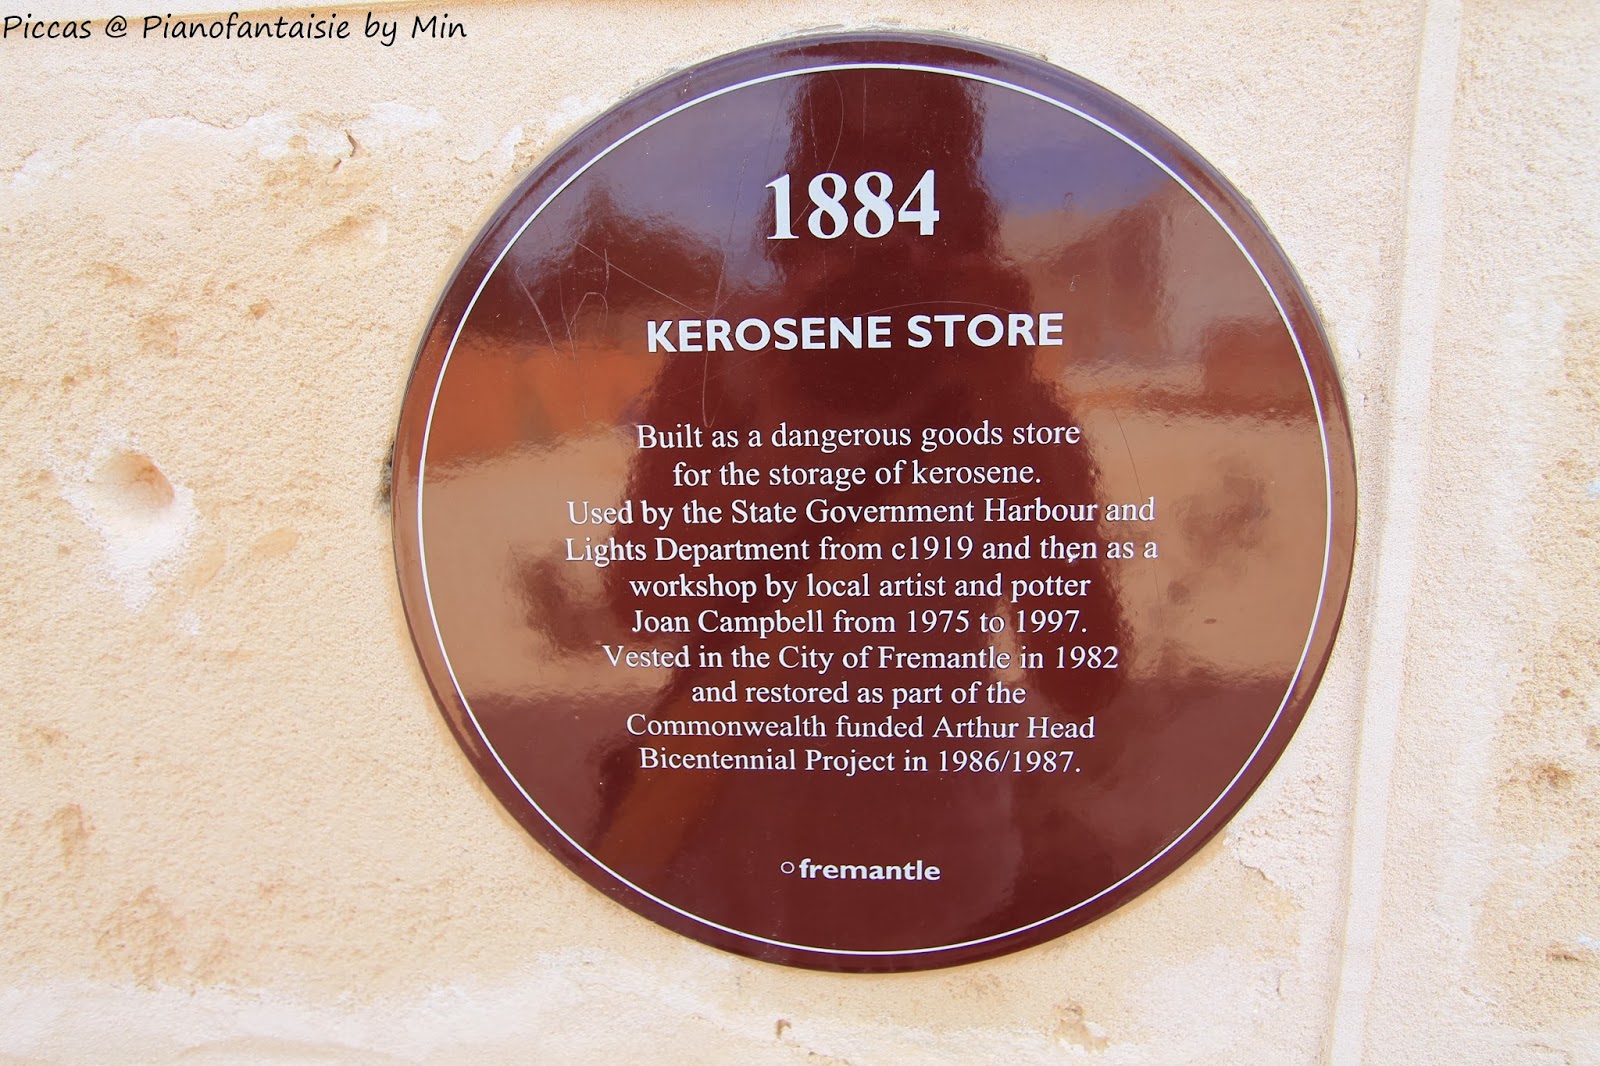 Piccas @ Pianofantaisie by Min
1884
KEROSENE STORE
Built as a dangerous goods store
for the storage of kerosene.
Used by the State Government Harbour and
Lights Department from c1919 and then as a
workshop by local artist and potter
Joan Campbell from 1975 to 1997.
Vested in the City of Fremantle in 1982
and restored as part of the
Commonwealth funded Arthur Head
Bicentennial Project in 1986/1987.
fremantle